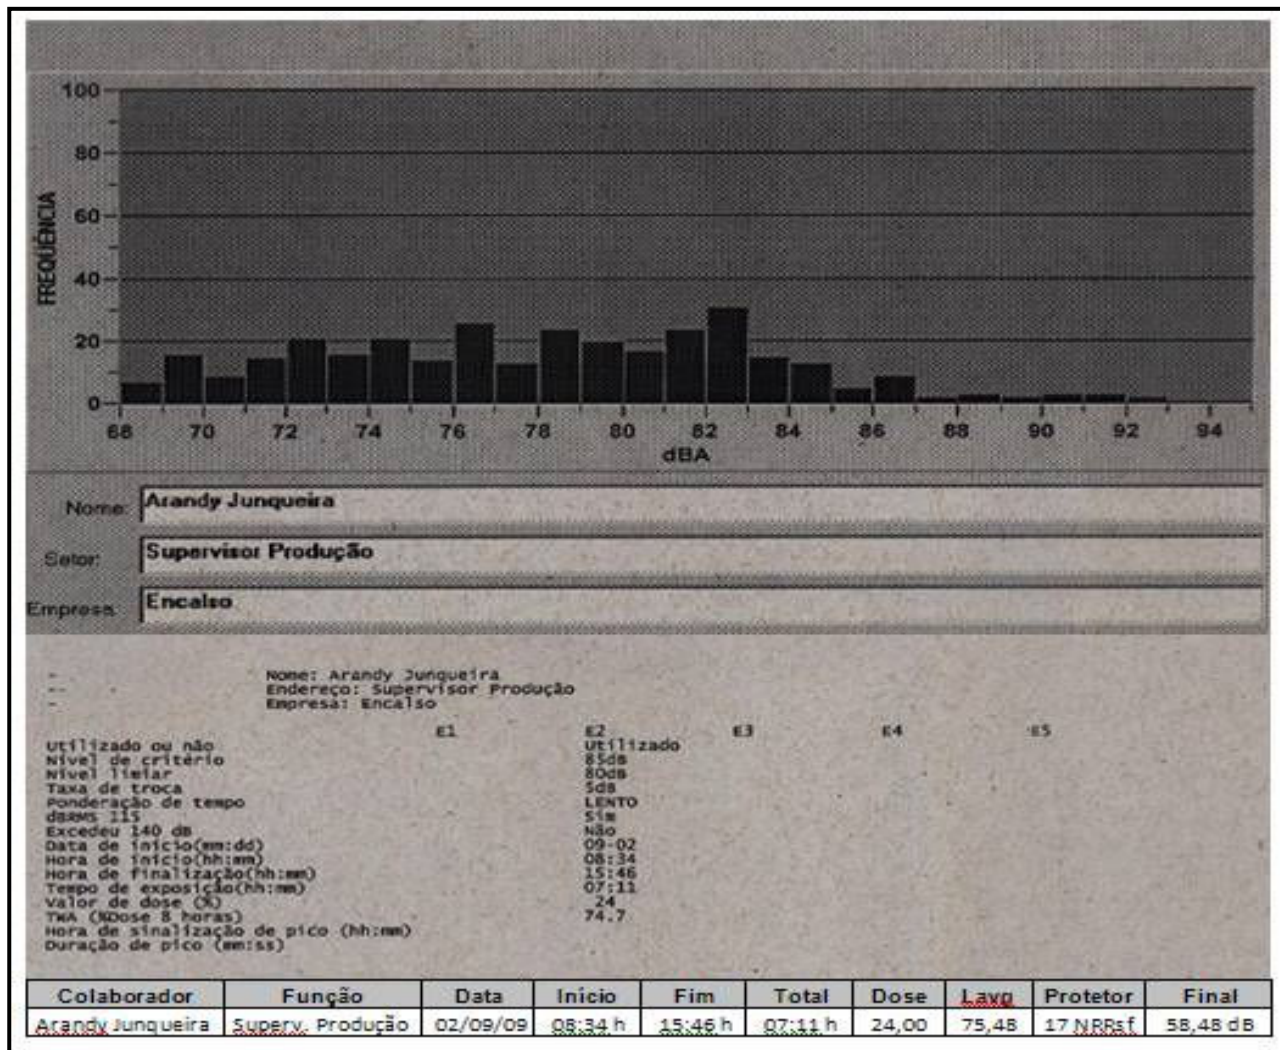 100
80
60
40
20
0
FREQÜÊNCIA
68 70 72 74 76 78 80 82 84 86 88 90 92 94
dBA
Nome: Arandy Junqueira
Setor: Supervisor Produção
Empresa: Encalso
Nome: Arandy Junqueira
Endereço: Supervisor Produção
Empresa: Encalso
E1 E2 E3 E4 E5
Utilizado ou não Utilizado
Nível de critério 85dB
Nível limiar 80dB
Taxa de troca 5dB
Ponderação de tempo LENTO
dBRMS 115 Sim
Excedeu 140 dB Não
Data de início(mm:dd) 09-02
Hora de início(hh:mm) 08:34
Hora de finalização(hh:mm) 15:46
Tempo de exposição(hh:mm) 07:11
Valor de dose (%) 24
TWA (%Dose 8 horas) 74.7
Hora de sinalização de pico (hh:mm)
Duração de pico (mm:ss)
Colaborador Função Data Início Fim Total Dose Lavg Protetor Final
Arandy Junqueira Superv. Produção 02/09/09 08:34 h 15:46 h 07:11 h 24,00 75,48 17 NRRsf 58,48 dB